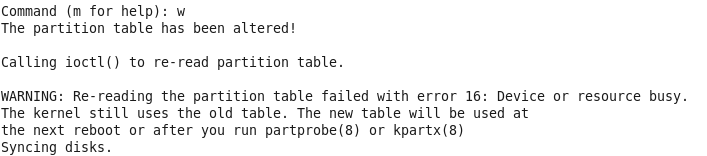 Command (m for help): w
The partition table has been altered!
Calling ioctl() to re-read partition table.
WARNING: Re-reading the partition table failed with error 16: Device or resource busy.
The kernel still uses the old table. The new table will be used at
the next reboot or after you run partprobe(8) or kpartx(8)
Syncing disks.